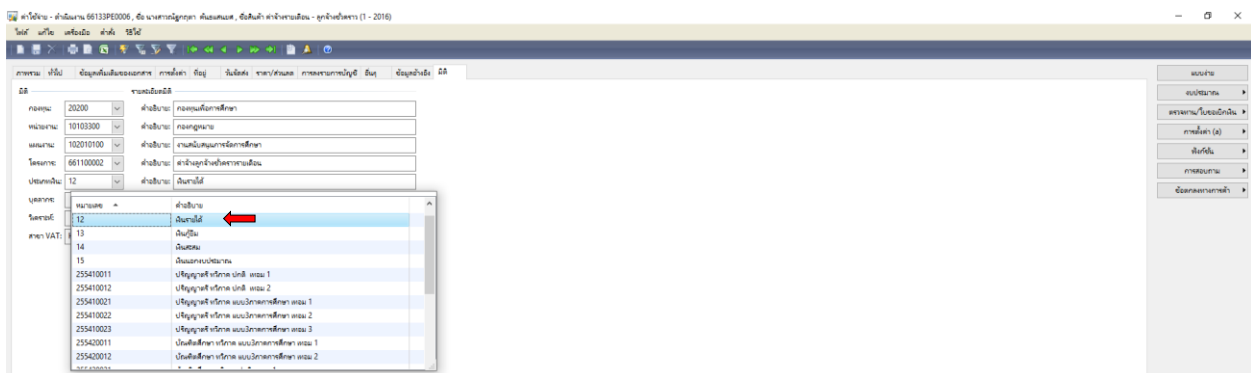 ค่าใช้จ่าย - ดำเนินงาน 66133PE0006 , ชื่อสินค้า ค่าจ้างรายเดือน - ลูกจ้างชั่วคราว (1 - 2016)
ไฟล์ แก้ไข เครื่องมือ คำสั่ง วิธีใช้
ภาพรวม ทั่วไป ข้อมูลเพิ่มเติมของเอกสาร การตั้งค่า ที่อยู่ วันจัดส่ง ราคา/ส่วนลด การลงรายการบัญชี อื่นๆ ข้อมูลอ้างอิง มิติ
แบบง่าย
มิติ รายละเอียดมิติ
งบประมาณ
กองทุน: 20200 คำอธิบาย: กองทุนเพื่อการศึกษา
ตรวจทาน/ใบขอเบิกเงิน
หน่วยงาน: 10103300 คำอธิบาย: กองกฎหมาย
การตั้งค่า (a)
แผนงาน: 102010100 คำอธิบาย: งานสนับสนุนการจัดการศึกษา
ฟังก์ชัน
โครงการ: 661100002 คำอธิบาย: ค่าจ้างลูกจ้างชั่วคราวรายเดือน
การสอบถาม
ประเภทเงิน: 12 คำอธิบาย: เงินรายได้
ข้อตกลงทางการค้า
บุคลากร:
หมายเลข คำอธิบาย
วิเคราะห์:
12 เงินรายได้
สาขา VAT:
13 เงินกู้ยืม
14 เงินสะสม
15 เงินนอกงบประมาณ
255410011 ปริญญาตรี ทวิภาค ปกติ เทอม 1
255410012 ปริญญาตรี ทวิภาค ปกติ เทอม 2
255410021 ปริญญาตรี ทวิภาค แบบ3ภาคการศึกษา เทอม 1
255410022 ปริญญาตรี ทวิภาค แบบ3ภาคการศึกษา เทอม 2
255410023 ปริญญาตรี ทวิภาค แบบ3ภาคการศึกษา เทอม 3
255420011 บัณฑิตศึกษา ทวิภาค แบบ3ภาคการศึกษา เทอม 1
255420012 บัณฑิตศึกษา ทวิภาค แบบ3ภาคการศึกษา เทอม 2